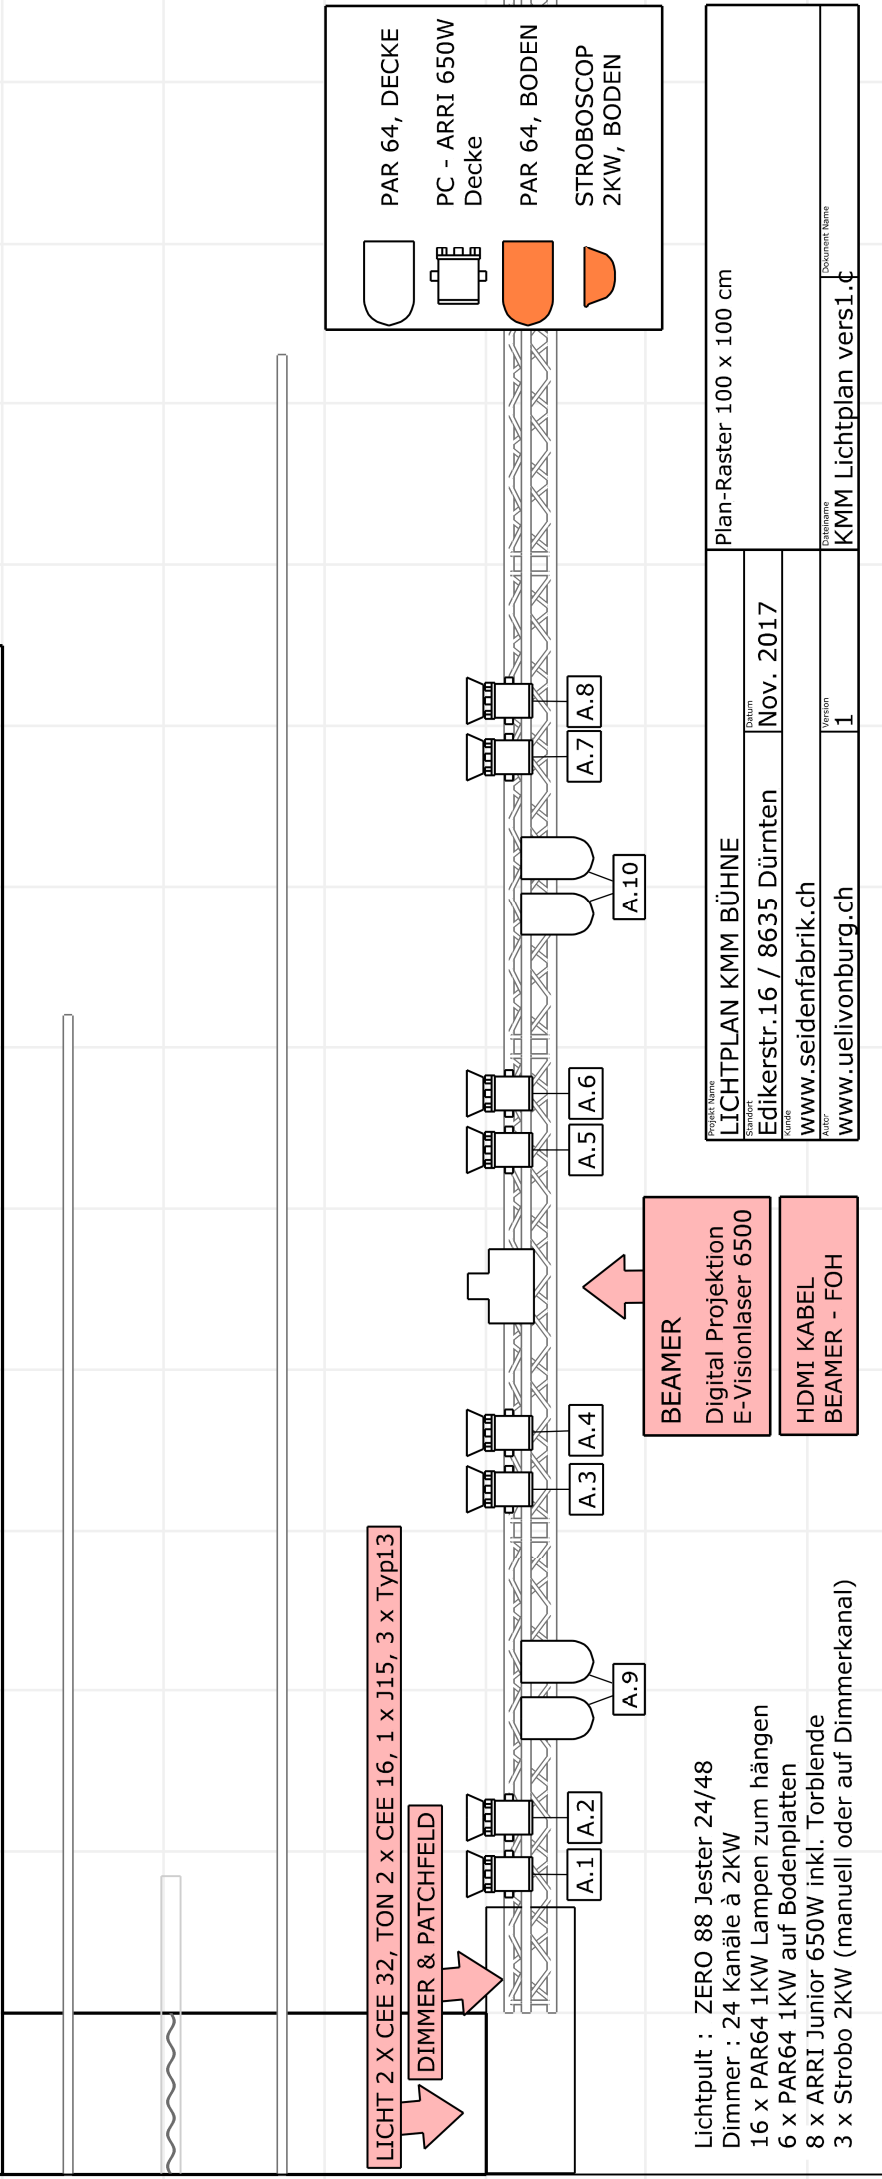 LICHT 2 X CEE 32, TON 2 x CEE 16, 1 x J15, 3 x Typ13
DIMMER & PATCHFELD
A.1
A.2
A.9
A.3
A.4
A.5
A.6
A.10
A.7
A.8
PAR 64, DECKE
PC - ARRI 650W
Decke
PAR 64, BODEN
STROBOSCOP
2KW, BODEN
BEAMER
Digital Projektion
E-Visionlaser 6500
HDMI KABEL
BEAMER - FOH
Lichtpult : ZERO 88 Jester 24/48
Dimmer : 24 Kanäle à 2KW
16 x PAR64 1KW Lampen zum hängen
6 x PAR64 1KW auf Bodenplatten
8 x ARRI Junior 650W inkl. Torblende
3 x Strobo 2KW (manuell oder auf Dimmerkanal)
Projekt Name
LICHTPLAN KMM BÜHNE
Plan-Raster 100 x 100 cm
Standort
Edikerstr.16 / 8635 Dürnten
Datum
Nov. 2017
Kunde
www.seidenfabrik.ch
Autor
www.uelivonburg.ch
Version
1
Dateiname
KMM Lichtplan vers1.c
Dokument Name